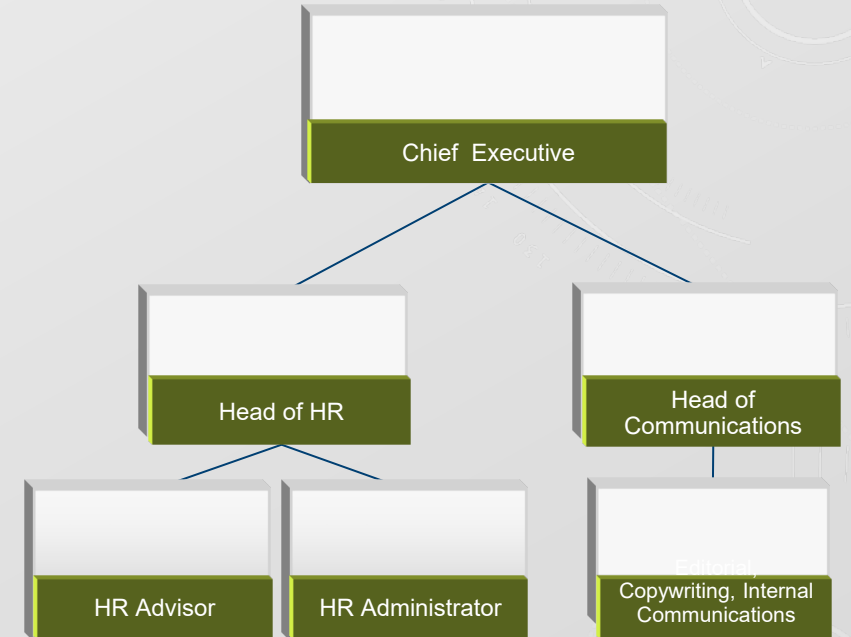 Chief Executive
Head of HR
Head of
Communications
HR Advisor
HR Administrator
Editorial,
Copywriting, Internal
Communications